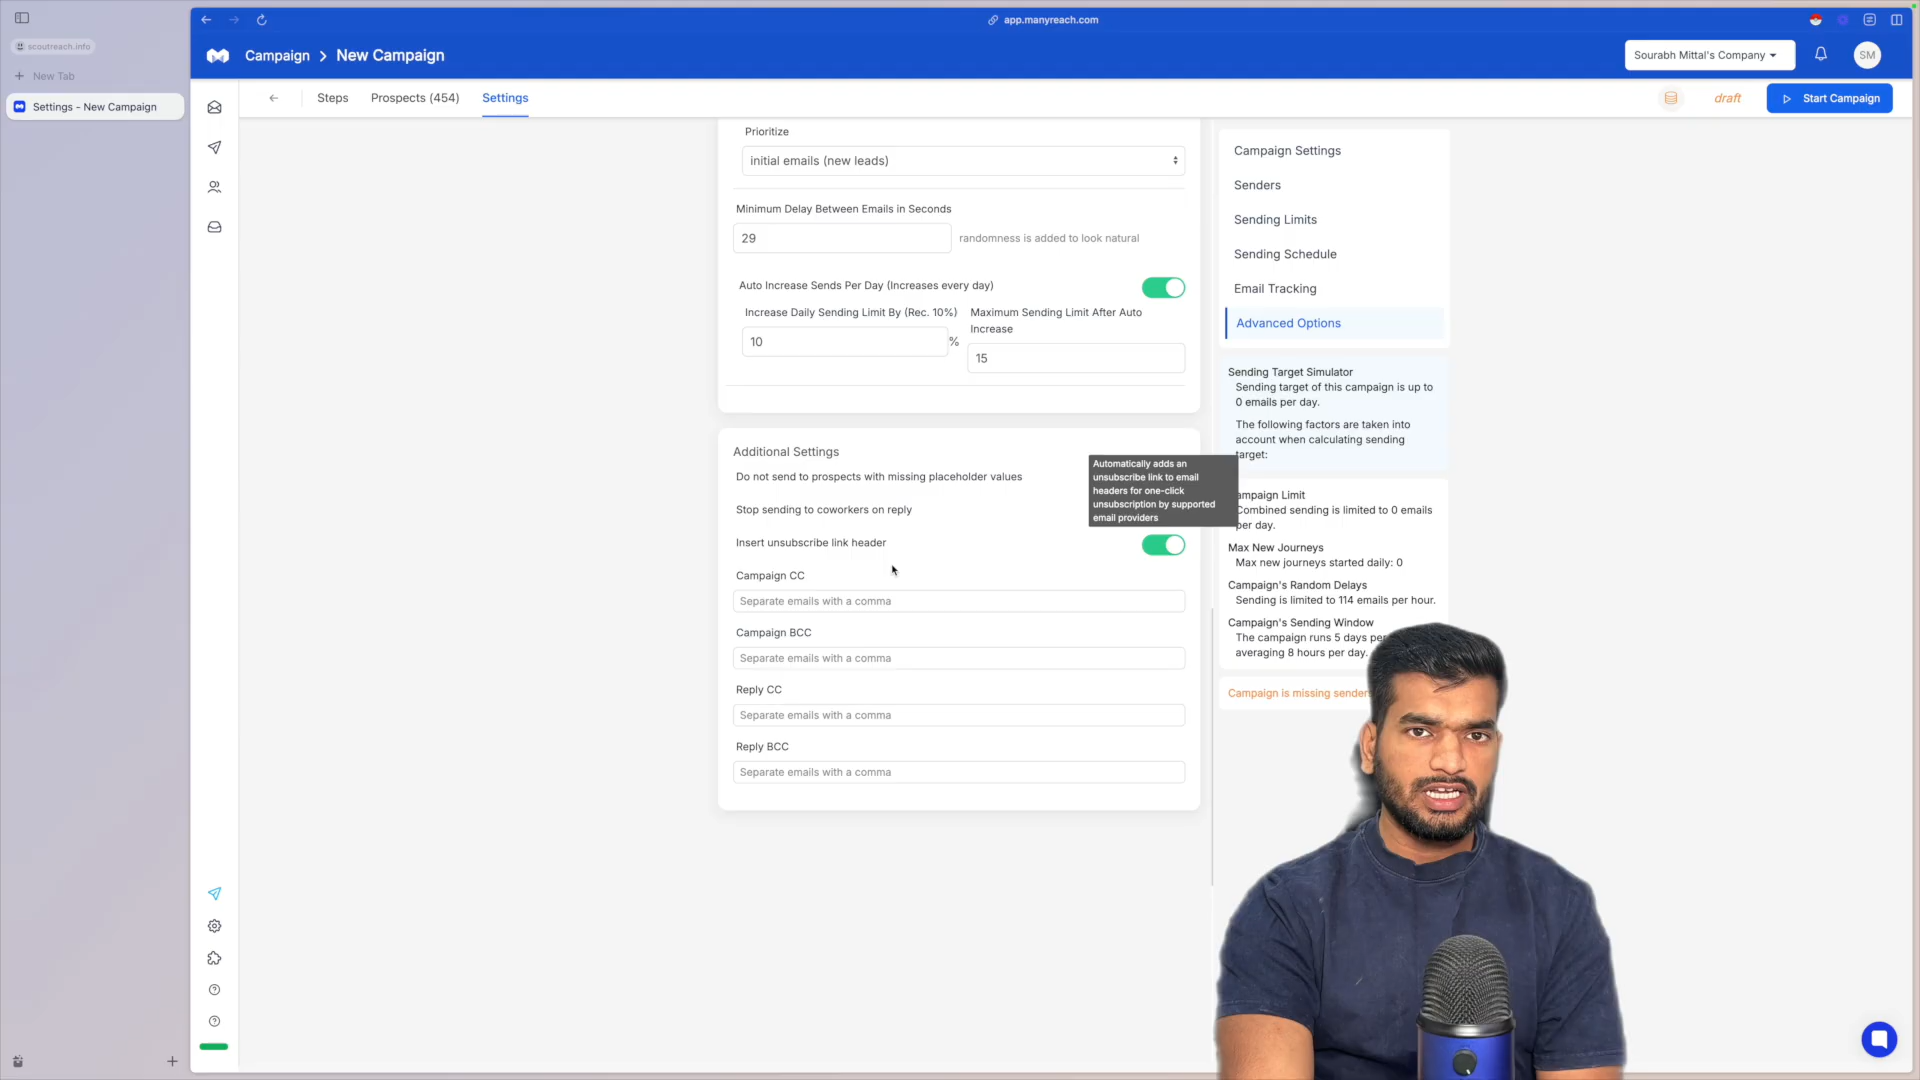 scoutreach.info
New Tab
Settings - New Campaign
app.manyreach.com
Campaign > New Campaign
Sourabh Mittal's Company
SM
Steps
Prospects (454)
Settings
draft
Start Campaign
Prioritize
initial emails (new leads)
Minimum Delay Between Emails in Seconds
29
randomness is added to look natural
Auto Increase Sends Per Day (Increases every day)
Increase Daily Sending Limit By (Rec. 10%)
10
%
Maximum Sending Limit After Auto
Increase
15
Additional Settings
Do not send to prospects with missing placeholder values
Stop sending to coworkers on reply
Insert unsubscribe link header
Automatically adds an
unsubscribe link to email
headers for one-click
unsubscription by supported
email providers
Campaign CC
Separate emails with a comma
Campaign BCC
Separate emails with a comma
Reply CC
Separate emails with a comma
Reply BCC
Separate emails with a comma
Campaign Settings
Senders
Sending Limits
Sending Schedule
Email Tracking
Advanced Options
Sending Target Simulator
Sending target of this campaign is up to
0 emails per day.
The following factors are taken into
account when calculating sending
target:
ampaign Limit
Combined sending is limited to 0 emails
per day.
Max New Journeys
Max new journeys started daily: 0
Campaign's Random Delays
Sending is limited to 114 emails per hour.
Campaign's Sending Window
The campaign runs 5 days per
averaging 8 hours per day.
Campaign is missing sender